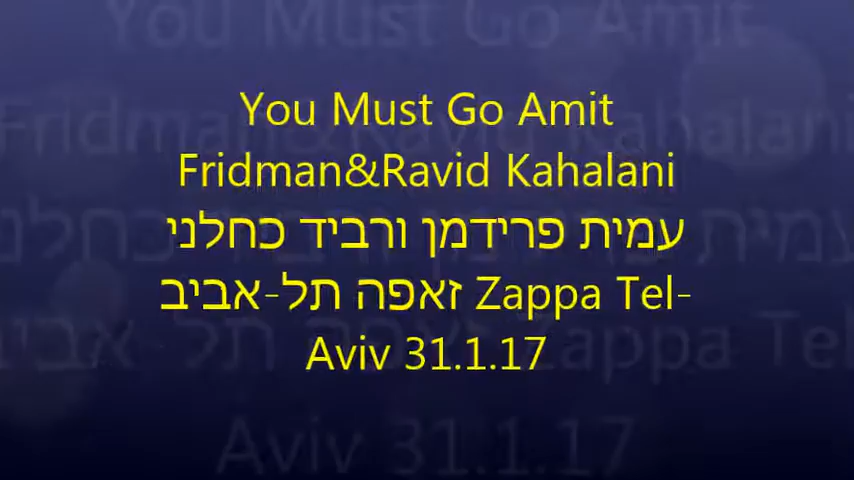 You Must Go Amit
Fridman&Ravid Kahalani
עמית פרידמן ורביד כחלני
זאפה תל-אביב Zappa Tel-
Aviv 31.1.17